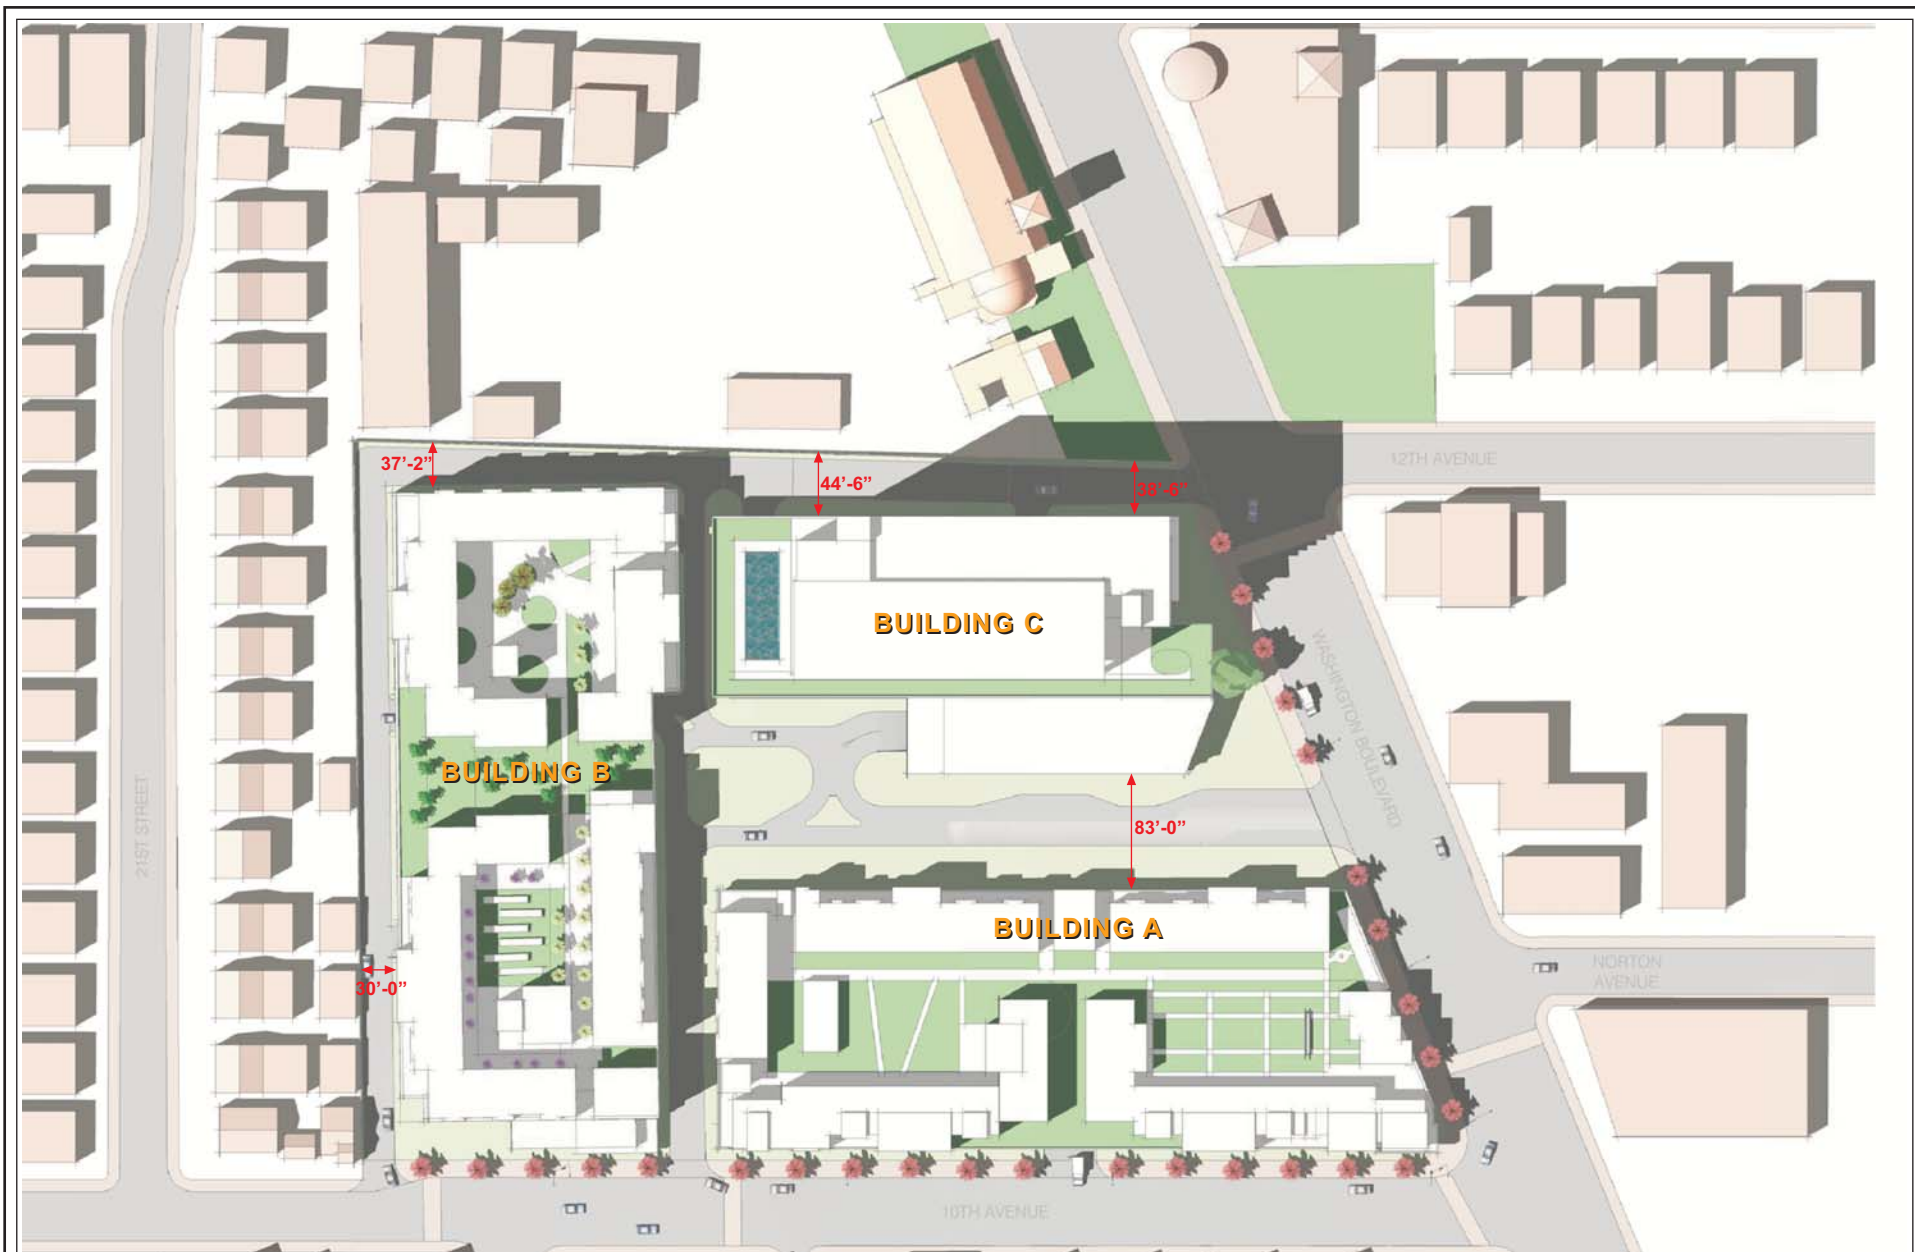 12TH AVENUE
37'-2”
44'-6”
38'-6”
BUILDING C
WASHINGTON BOULEVARD
BUILDING B
21ST STREET
83'-0”
BUILDING A
NORTON
AVENUE
30'-0”
10TH AVENUE